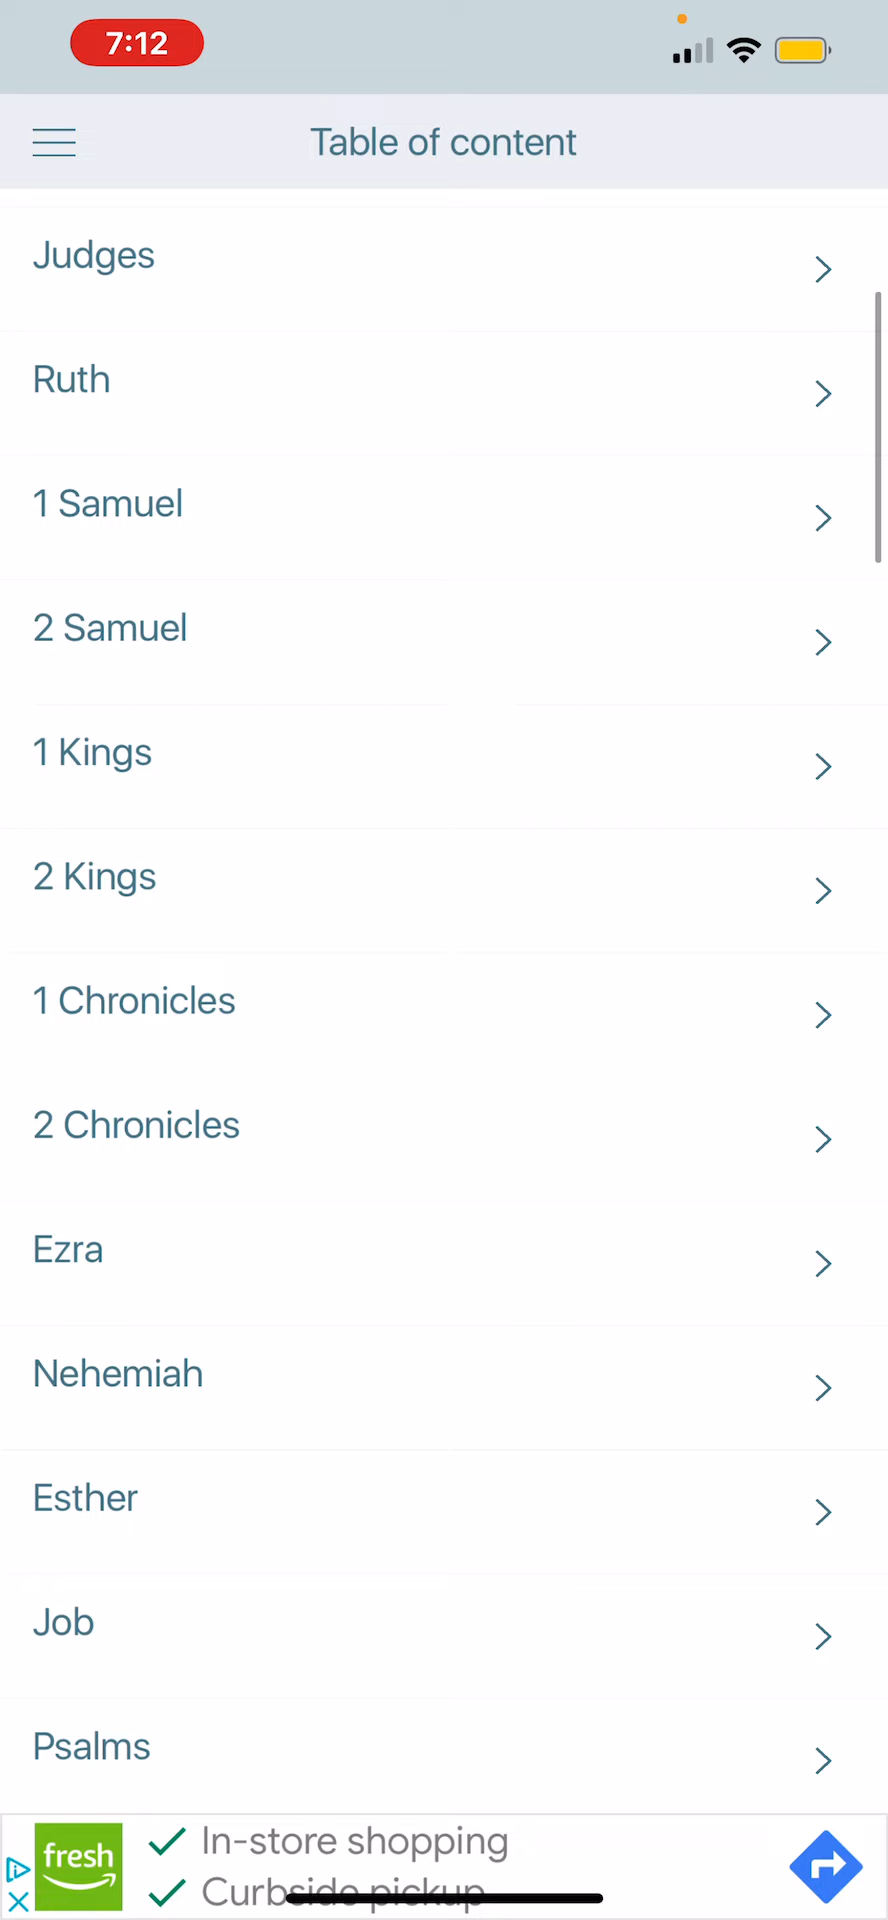 7:12
Table of content
Judges
Ruth
1 Samuel
2 Samuel
1 Kings
2 Kings
1 Chronicles
2 Chronicles
Ezra
Nehemiah
Esther
Job
Psalms
fresh
In-store shopping
Curbside pickup